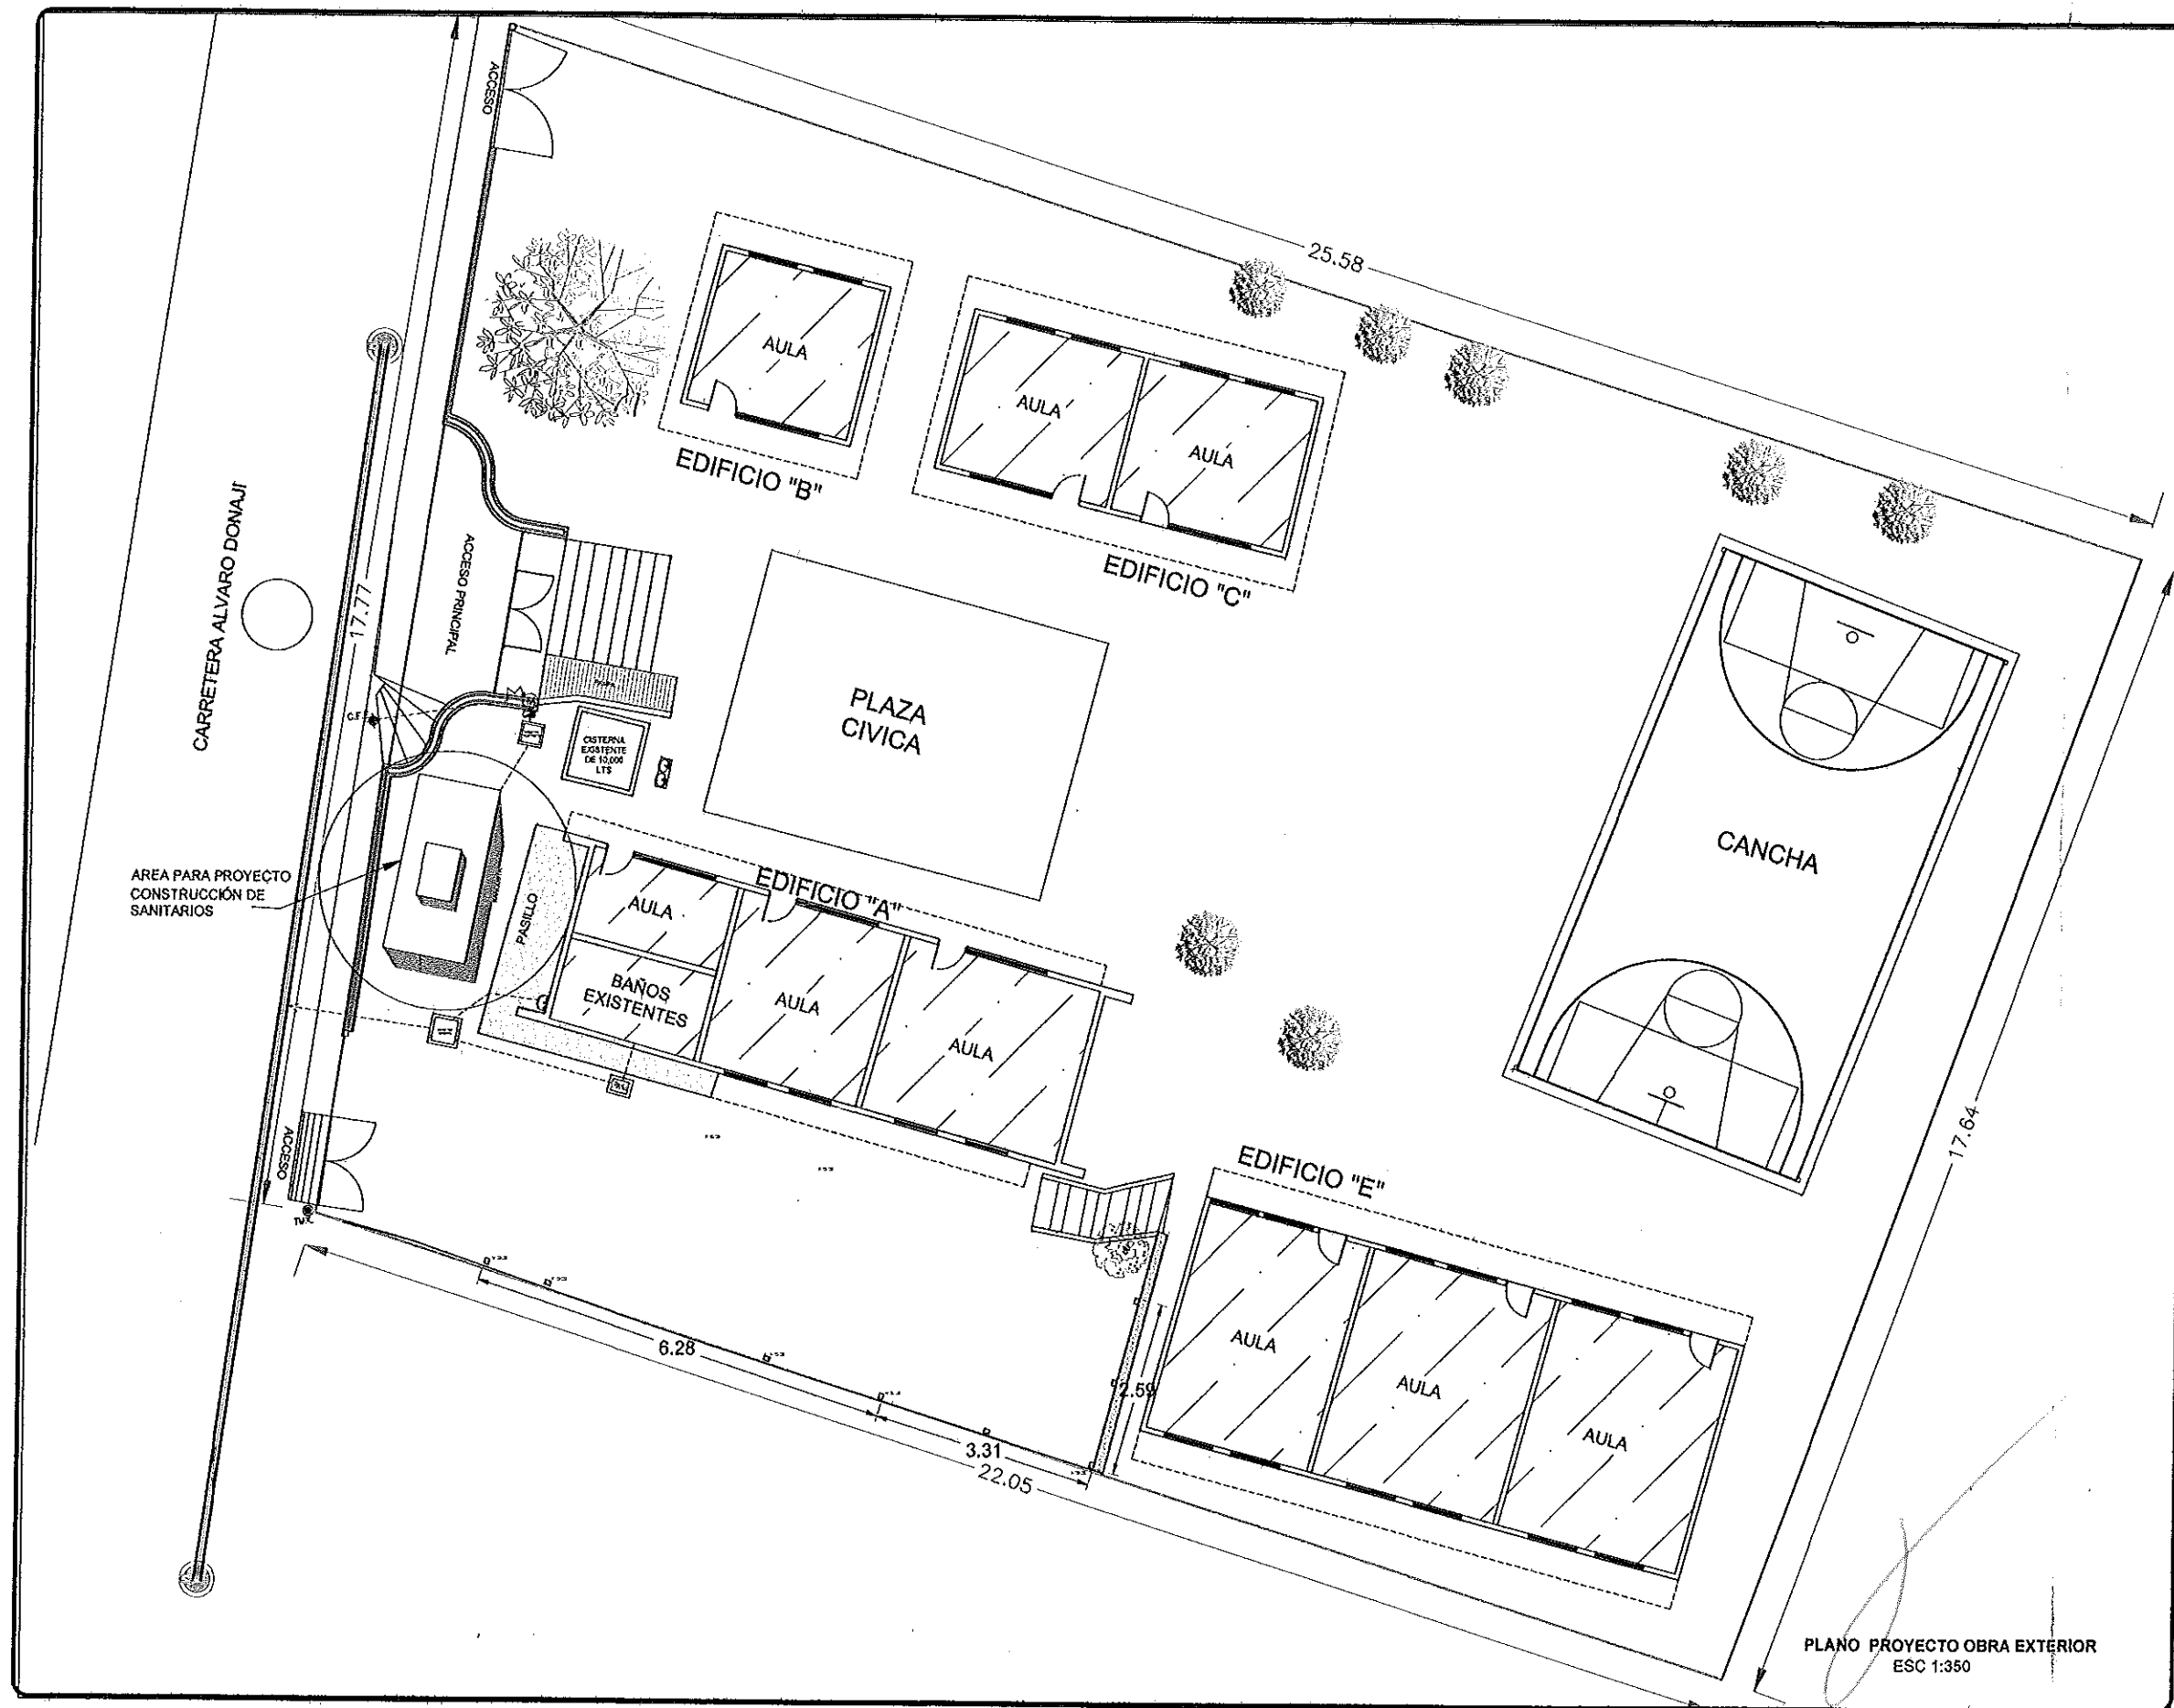 ACCESO
25.58
AULA
EDIFICIO "B"
AULA
AULA
EDIFICIO "C"
CARRETERA ALVARO DONAJI
17.77
ACCESO PRINCIPAL
C.F.E
CISTERNA
EXISTENTE
DE 10,000
LTS
PLAZA
CIVICA
CANCHA
AREA PARA PROYECTO
CONSTRUCCIÓN DE
SANITARIOS
PASILLO
EDIFICIO "A"
AULA
BAÑOS
EXISTENTES
AULA
AULA
ACCESO
17.64
EDIFICIO "E"
AULA
AULA
AULA
6.28
2.59
3.31
22.05
PLANO PROYECTO OBRA EXTERIOR
ESC 1:350